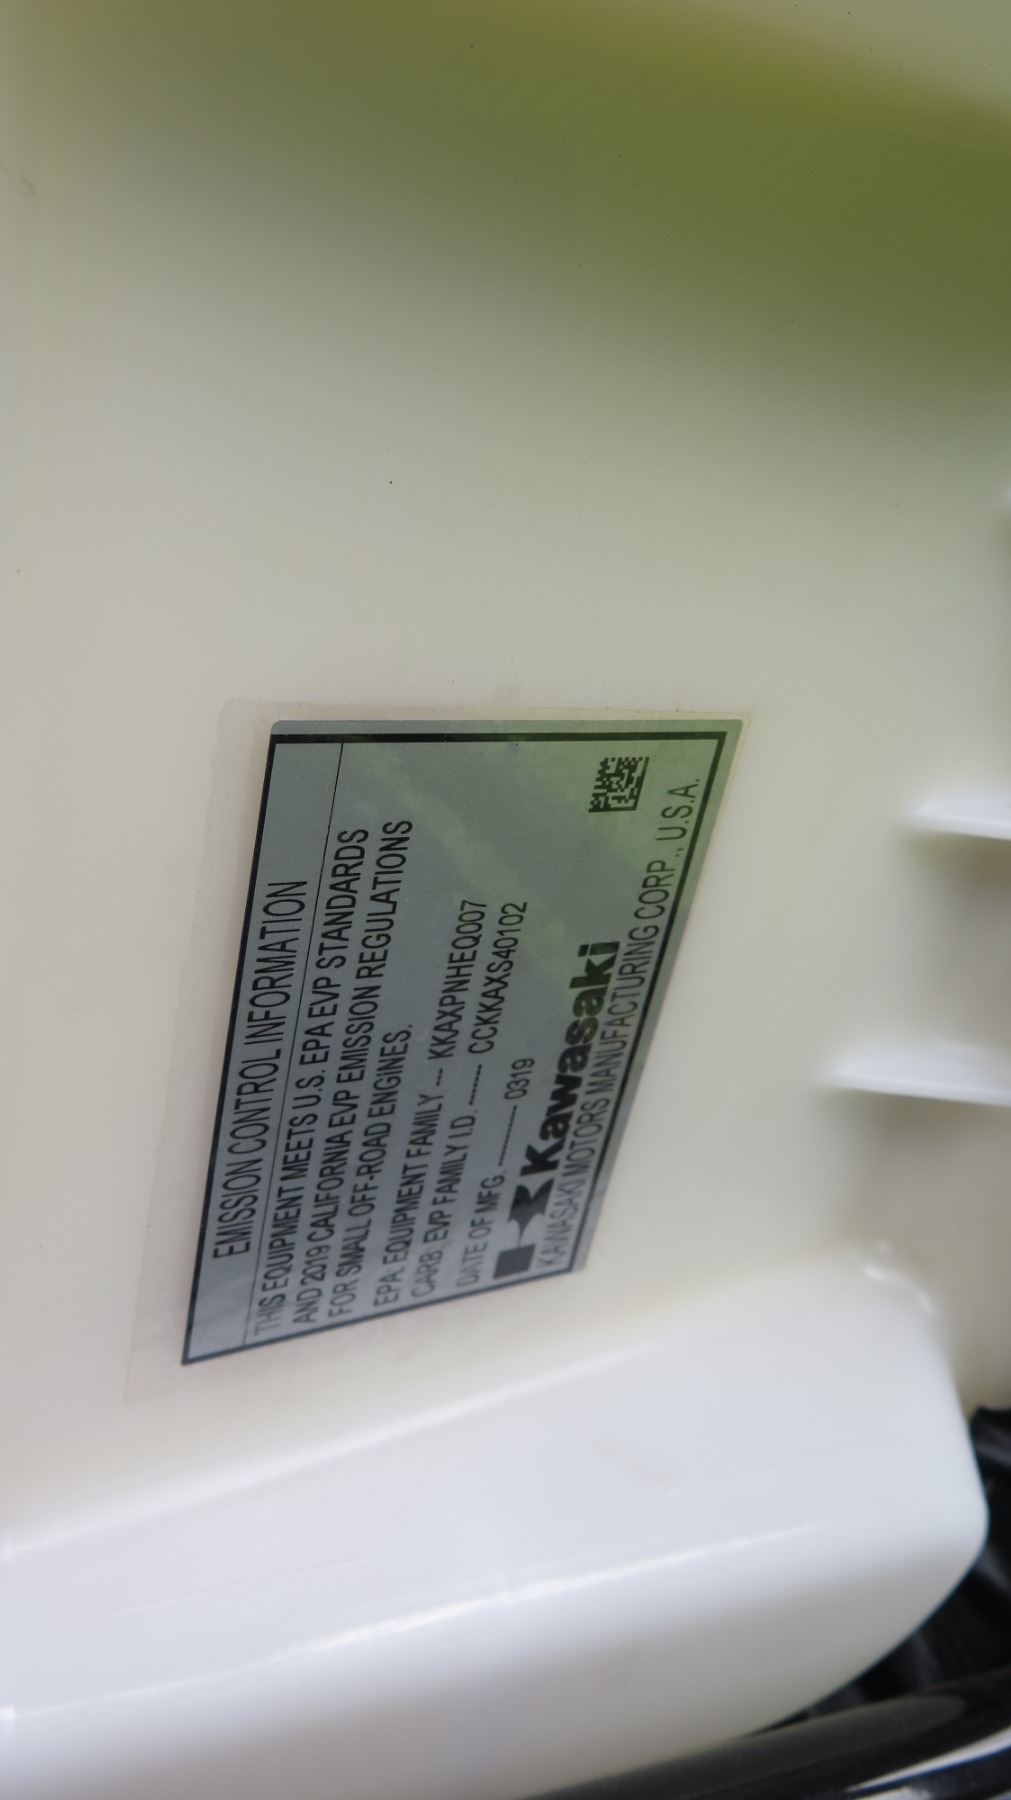 EMISSION CONTROL INFORMATION
THIS EQUIPMENT MEETS U.S. EPA EVP STANDARDS
AND 2019 CALIFORNIA EVP EMISSION REGULATIONS
FOR SMALL OFF-ROAD ENGINES.
EPA EQUIPMENT FAMILY --- KKAXPNHEQ007
CARB EVP FAMILY I.D. ------- CCKKAXS40102
DATE OF MFG. ----------- 0319
Kawasaki
KAWASAKI MOTORS MANUFACTURING CORP., U.S.A.